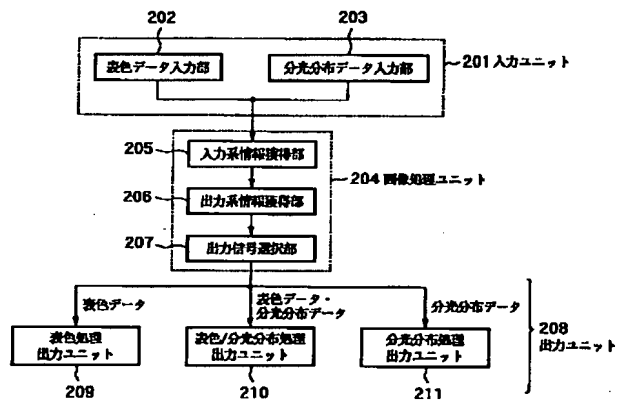 202
203
表色データ入力部
分光分布データ入力部
201入力ユニット
205
入力系情報獲得部
206
出力系情報獲得部
204画像処理ユニット
207
出力信号選択部
表色データ
表色データ・
分光分布データ
分光分布データ
表色処理
出力ユニット
表色/分光分布処理
出力ユニット
分光分布処理
出力ユニット
208
出力ユニット
209
210
211